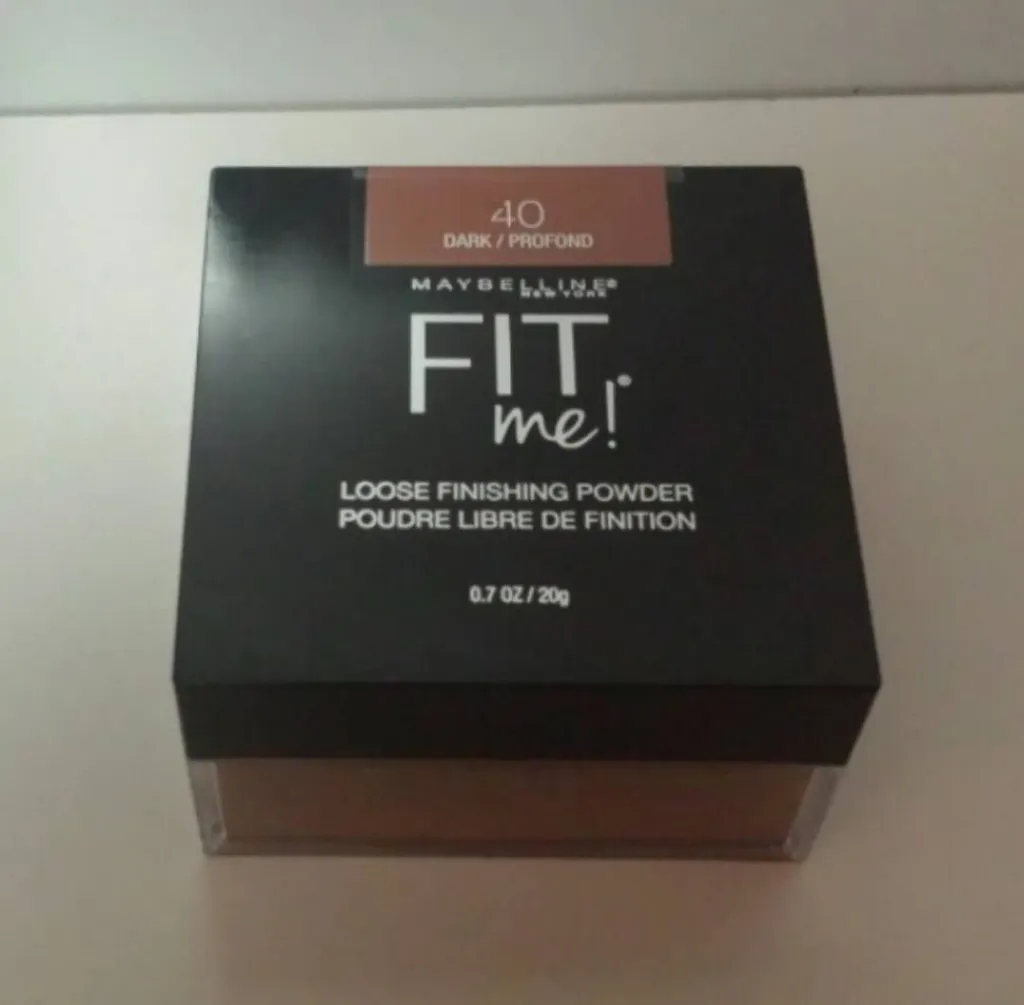 40
DARK / PROFOND
MAYBELLINE®
NEW YORK
FIT
me!®
LOOSE FINISHING POWDER
POUDRE LIBRE DE FINITION
0.7 OZ / 20g